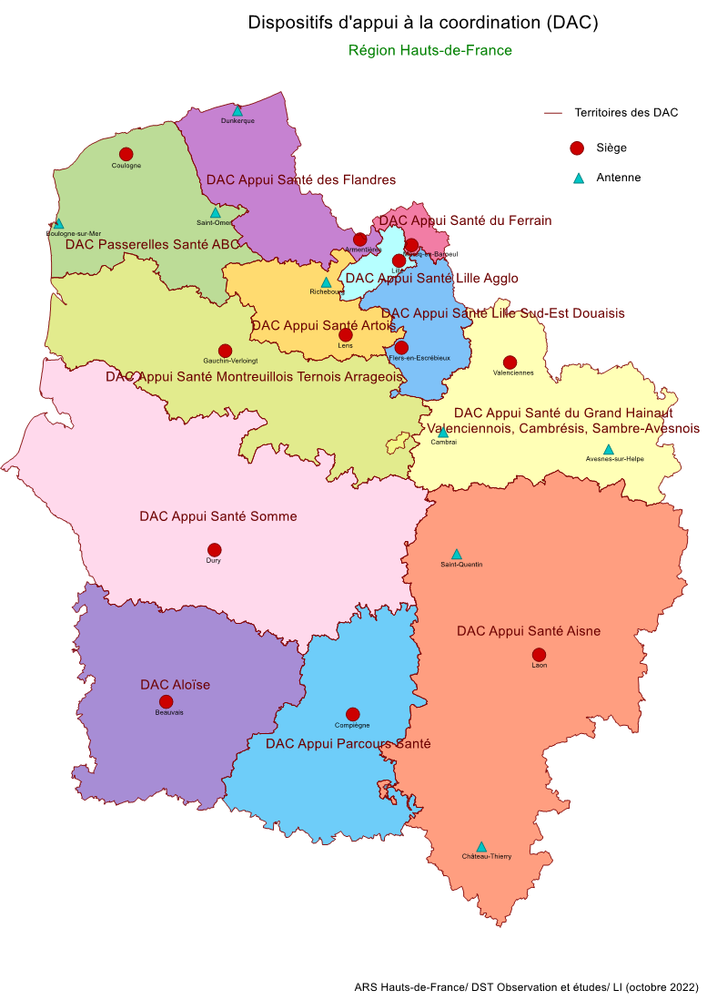 Dispositifs d'appui à la coordination (DAC)
Région Hauts-de-France
Territoires des DAC
Siège
Antenne
Dunkerque
Coulogne
DAC Appui Santé des Flandres
Saint-Omer
Boulogne-sur-Mer
DAC Passerelles Santé ABC
DAC Appui Santé du Ferrain
Armentières
Mouvaux
Lille
DAC Appui Santé Lille Agglo
Richebourg
DAC Appui Santé Lille Sud-Est Douaisis
DAC Appui Santé Artois
Lens
Gauchin-Verloingt
Flers-en-Escrébieux
Valenciennes
DAC Appui Santé Montreuillois Ternois Arrageois
DAC Appui Santé du Grand Hainaut
Valenciennois, Cambrésis, Sambre-Avesnois
Cambrai
Avesnes-sur-Helpe
DAC Appui Santé Somme
Dury
Saint-Quentin
DAC Appui Santé Aisne
Laon
DAC Aloïse
Beauvais
Compiègne
DAC Appui Parcours Santé
Château-Thierry
ARS Hauts-de-France/ DST Observation et études/ LI (octobre 2022)